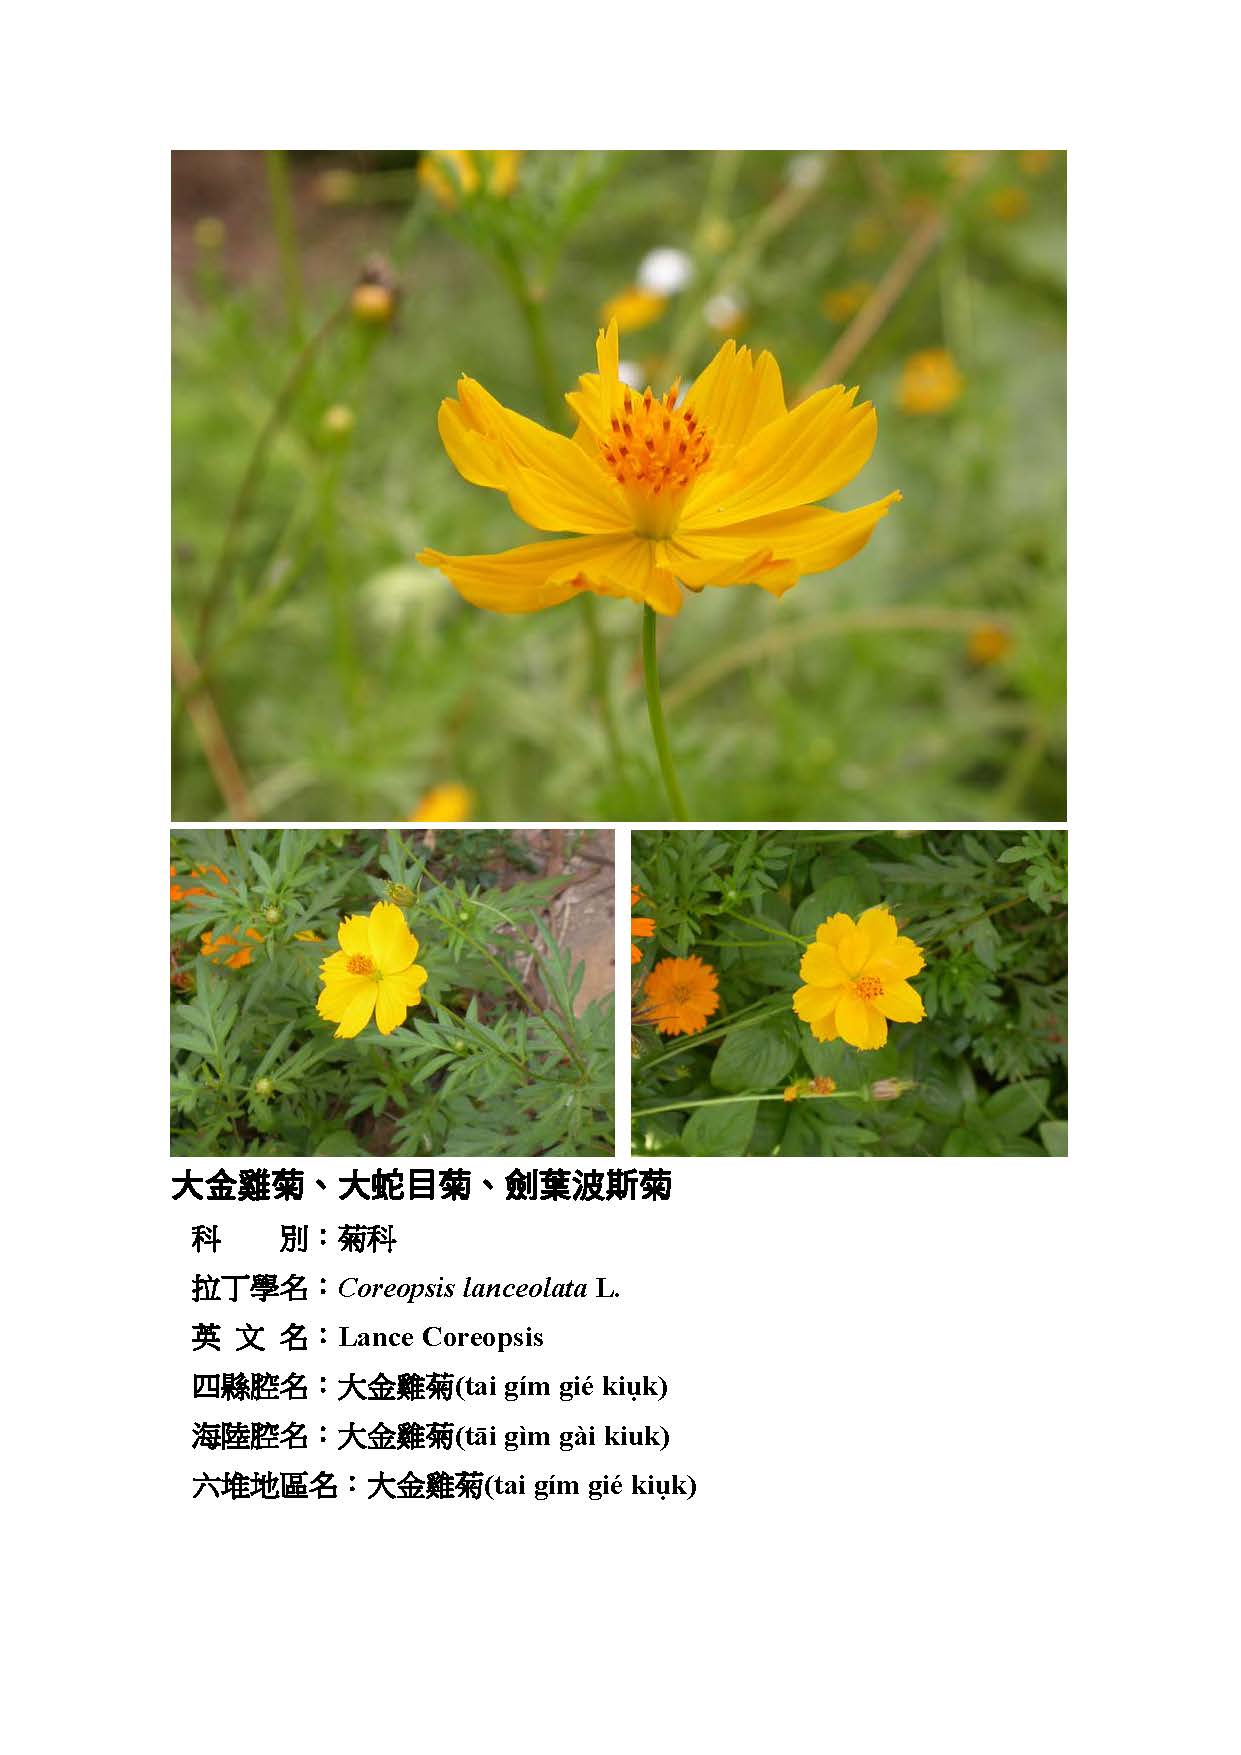 大金雞菊、大蛇目菊、劍葉波斯菊
科　　別：菊科
拉丁學名：Coreopsis lanceolata L.
英 文 名：Lance Coreopsis
四縣腔名：大金雞菊(tai gím gié kiụk)
海陸腔名：大金雞菊(tāi gìm gài kiuk)
六堆地區名：大金雞菊(tai gím gié kiụk)